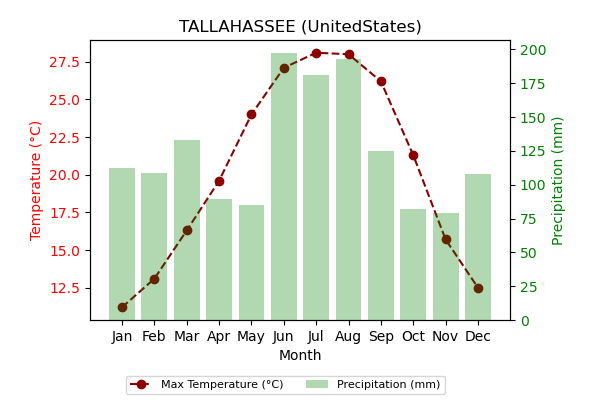 TALLAHASSEE (UnitedStates)
Temperature (°C)
27.5
25.0
22.5
20.0
17.5
15.0
12.5
200
175
150
125
100
75
50
25
0
Precipitation (mm)
Jan Feb Mar Apr May Jun Jul Aug Sep Oct Nov Dec
Month
Max Temperature (°C) Precipitation (mm)